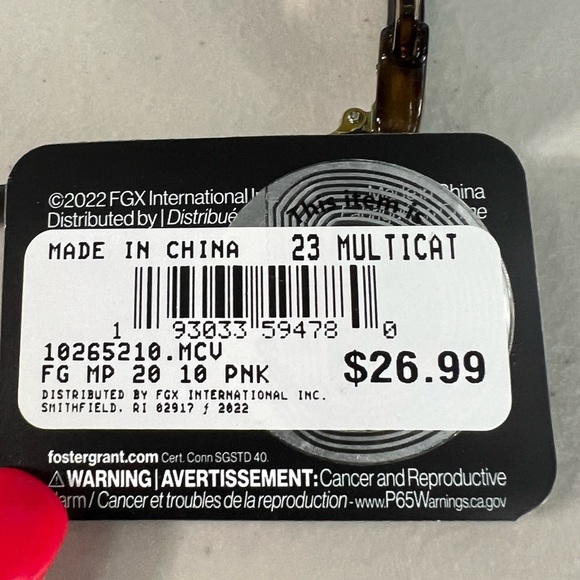 ©2022 FGX International
Made in China
Distributed by | Distribué
This item is
MADE IN CHINA 23 MULTICAT
1 93033 59478 0
10265210.MCV
FG MP 20 10 PNK $26.99
DISTRIBUTED BY FGX INTERNATIONAL INC.
SMITHFIELD, RI 02917 ƒ 2022
fostergrant.com Cert. Conn SGSTD 40.
⚠WARNING | AVERTISSEMENT: Cancer and Reproductive
Harm / Cancer et troubles de la reproduction - www.P65Warnings.ca.gov